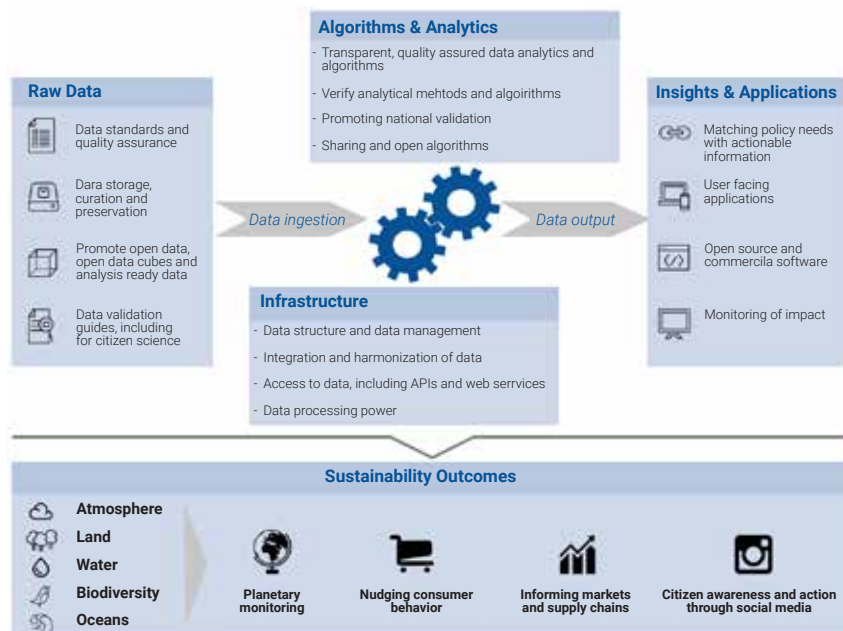 Algorithms & Analytics
- Transparent, quality assured data analytics and
algorithms
- Verify analytical mehtods and algoirithms
- Promoting national validation
- Sharing and open algorithms
Raw Data
Data standards and
quality assurance
Dara storage,
curation and
preservation
Promote open data,
open data cubes and
analysis ready data
Data validation
guides, including
for citizen science
Data ingestion
Data output
Insights & Applications
Matching policy needs
with actionable
information
User facing
applications
Open source and
commercila software
Monitoring of impact
Infrastructure
- Data structure and data management
- Integration and harmonization of data
- Access to data, including APIs and web serrvices
- Data processing power
Sustainability Outcomes
Atmosphere
Land
Water
Biodiversity
Oceans
Planetary
monitoring
Nudging consumer
behavior
Informing markets
and supply chains
Citizen awareness and action
through social media